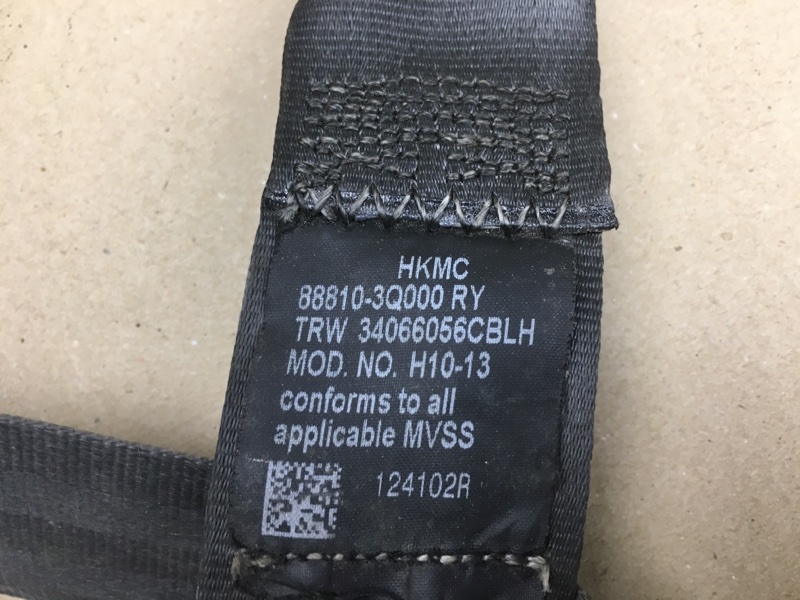 HKMC
88810-3Q000 RY
TRW 34066056CBLH
MOD. NO. H10-13
conforms to all
applicable MVSS
124102R